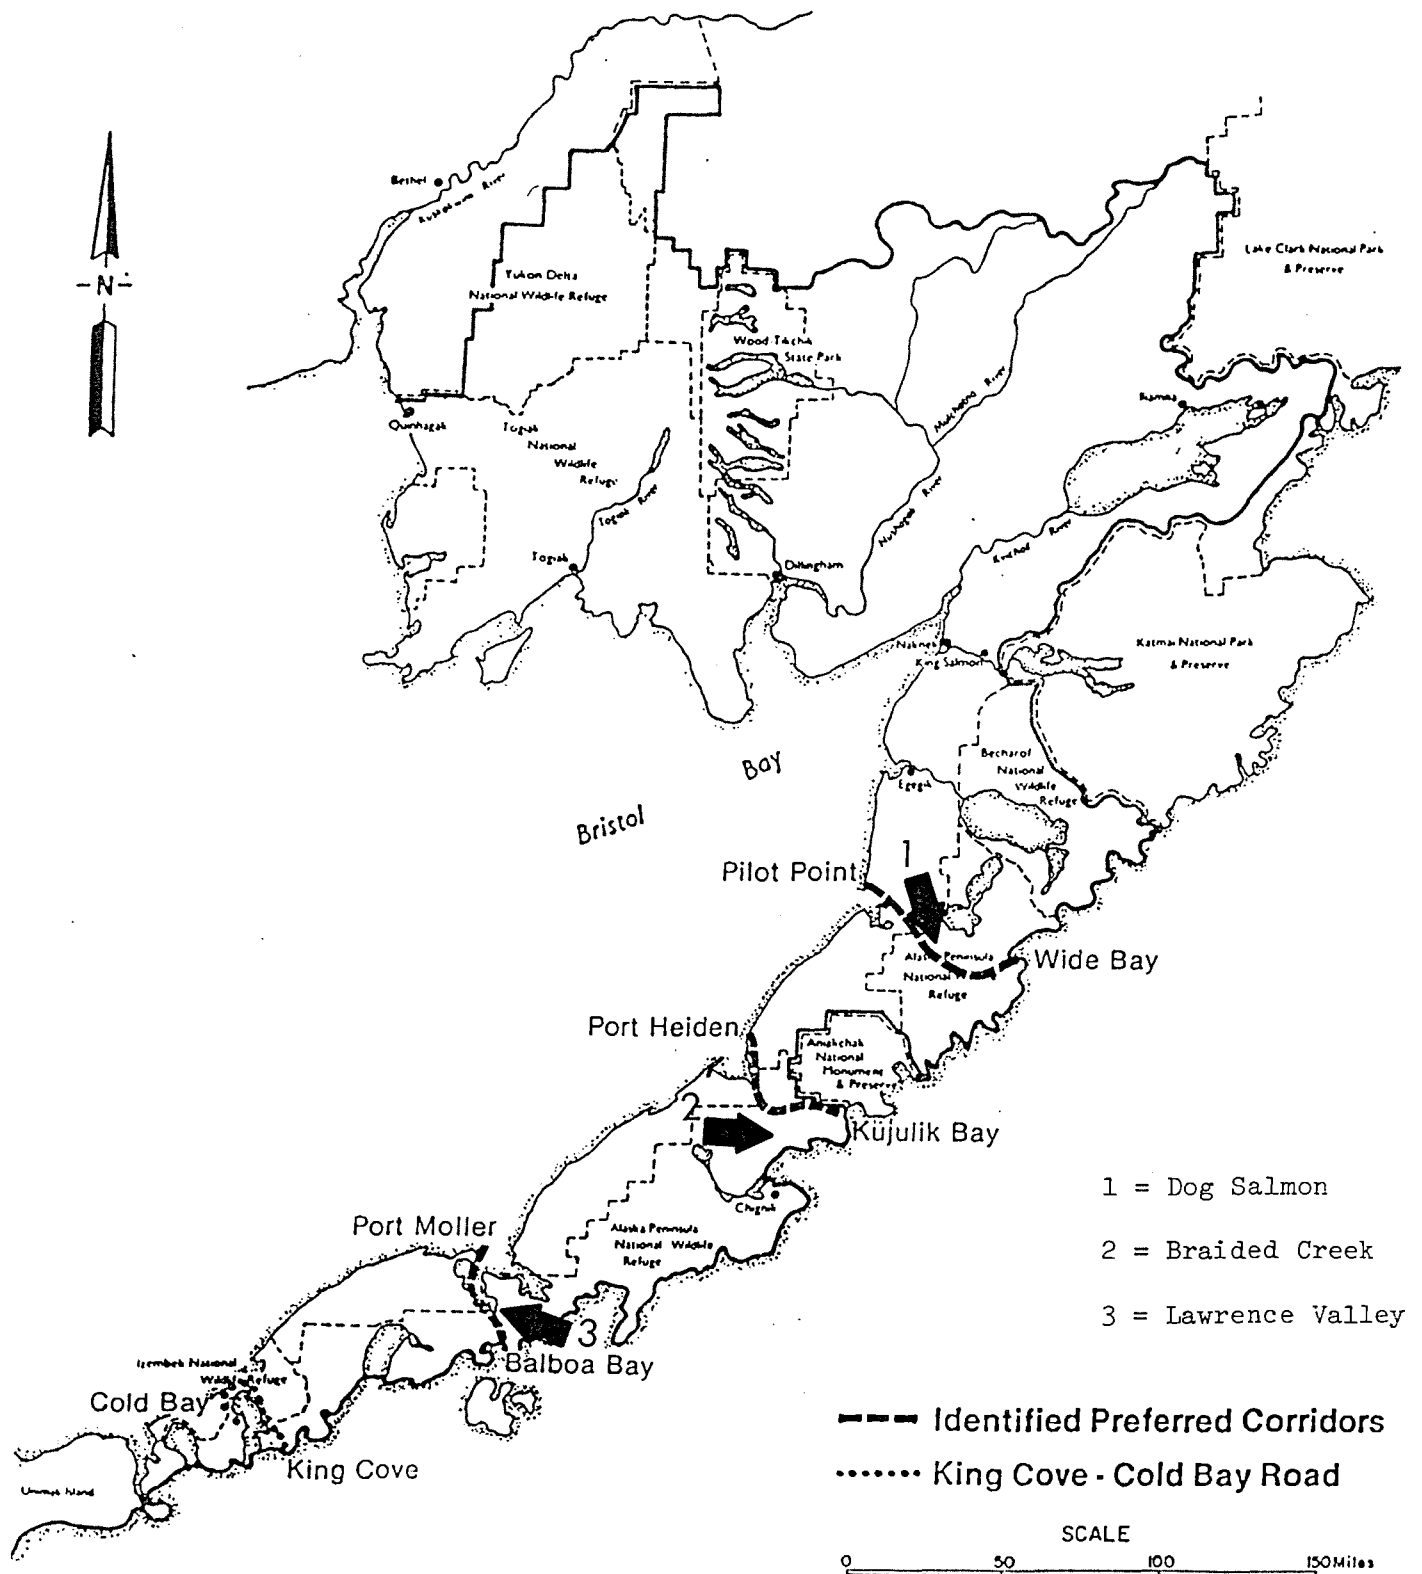 Bethel
Kuskokwim River
N
Lake Clark National Park
& Preserve
Yukon Delta
National Wildlife Refuge
Wood-Tikchik
State Park
Mulchatna River
Iliamna
Quinhagak
Togiak
National
Wildlife
Refuge
Togiak River
Nushagak River
Kvichak River
Togiak
Dillingham
Naknek
King Salmon
Katmai National Park
& Preserve
Becharof
National
Wildlife
Refuge
Bay
Egegik
Bristol
1
Pilot Point
Alaska Peninsula
National Wildlife
Refuge
Wide Bay
Port Heiden
Aniakchak
National
Monument
& Preserve
2
Kujulik Bay
1 = Dog Salmon
Chignik
Port Moller
Alaska Peninsula
National Wildlife
Refuge
2 = Braided Creek
3 = Lawrence Valley
3
Balboa Bay
Izembek National
Wildlife Refuge
Cold Bay
King Cove
Unimak Island
Identified Preferred Corridors
King Cove - Cold Bay Road
SCALE
0 50 100 150 Miles